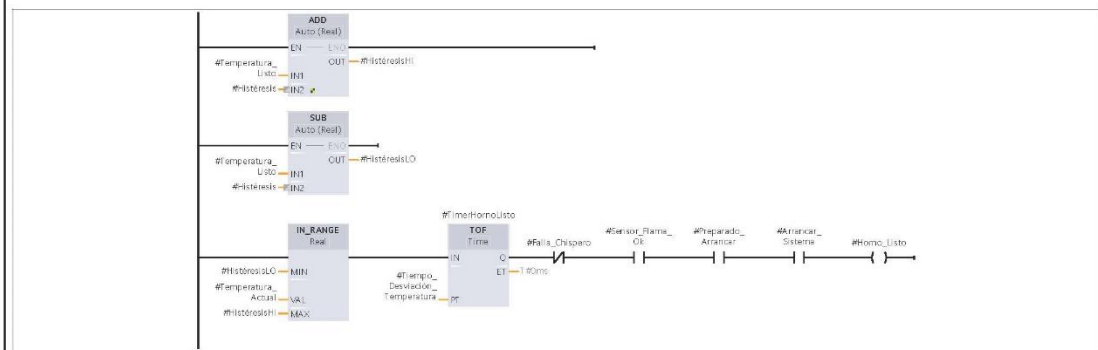 ADD
Auto (Real)
EN
ENO
#Temperatura_
Listo
IN1
OUT
#HistéresisHI
#Histéresis
IN2
SUB
Auto (Real)
EN
ENO
#Temperatura_
Listo
IN1
OUT
#HistéresisLO
#Histéresis
IN2
#TimerHornoListo
IN_RANGE
Real
TOF
Time
#Falla_Chispero
#Sensor_Flama_
Ok
#Preparado_
Arrancar
#Arrancar_
Sistema
#Horno_Listo
#HistéresisLO
MIN
#Temperatura_
Actual
VAL
#HistéresisHI
MAX
IN
Q
#Tiempo_
Desviación_
Temperatura
PT
ET
T#0ms